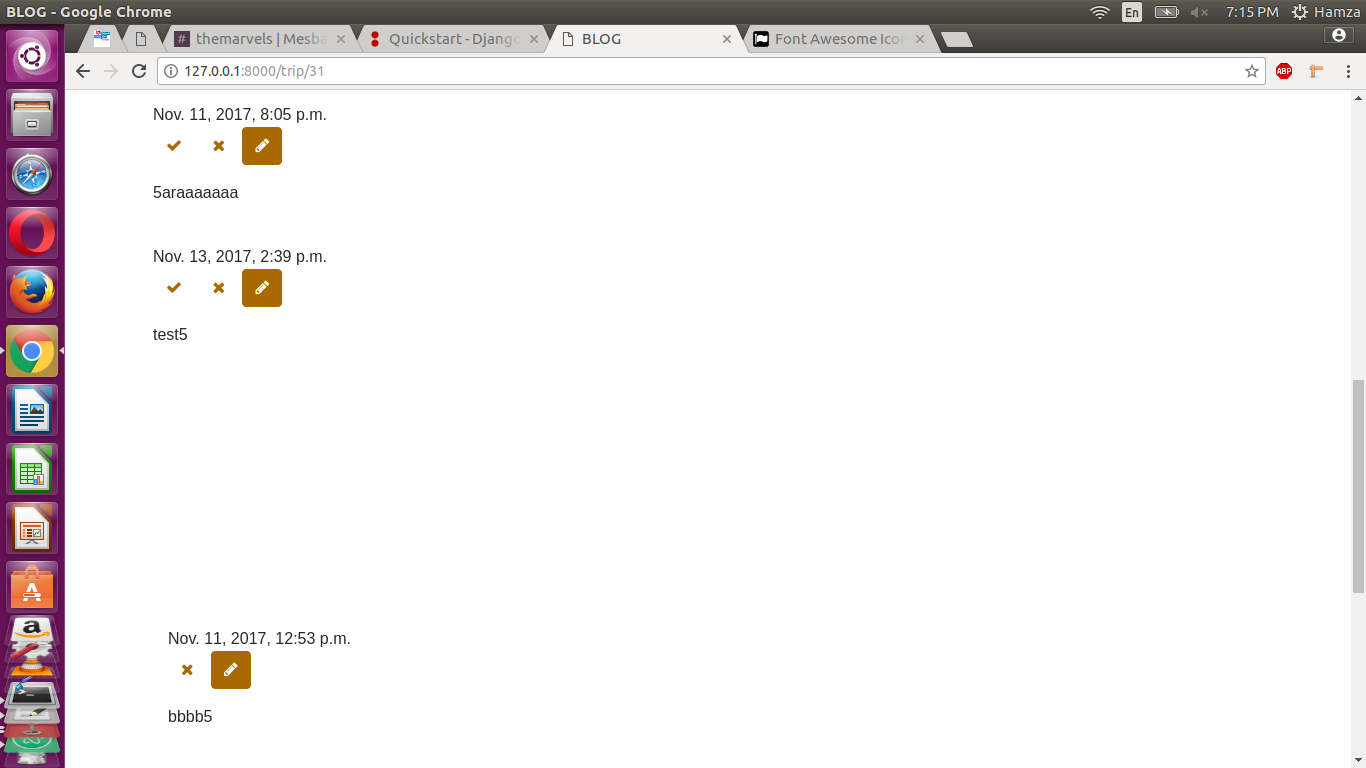 BLOG - Google Chrome
En
7:15 PM
Hamza
themarvels | Mesba
Quickstart - Django
BLOG
Font Awesome Icon
127.0.0.1:8000/trip/31
ABP
Nov. 11, 2017, 8:05 p.m.
5araaaaaaa
Nov. 13, 2017, 2:39 p.m.
test5
Nov. 11, 2017, 12:53 p.m.
bbbb5